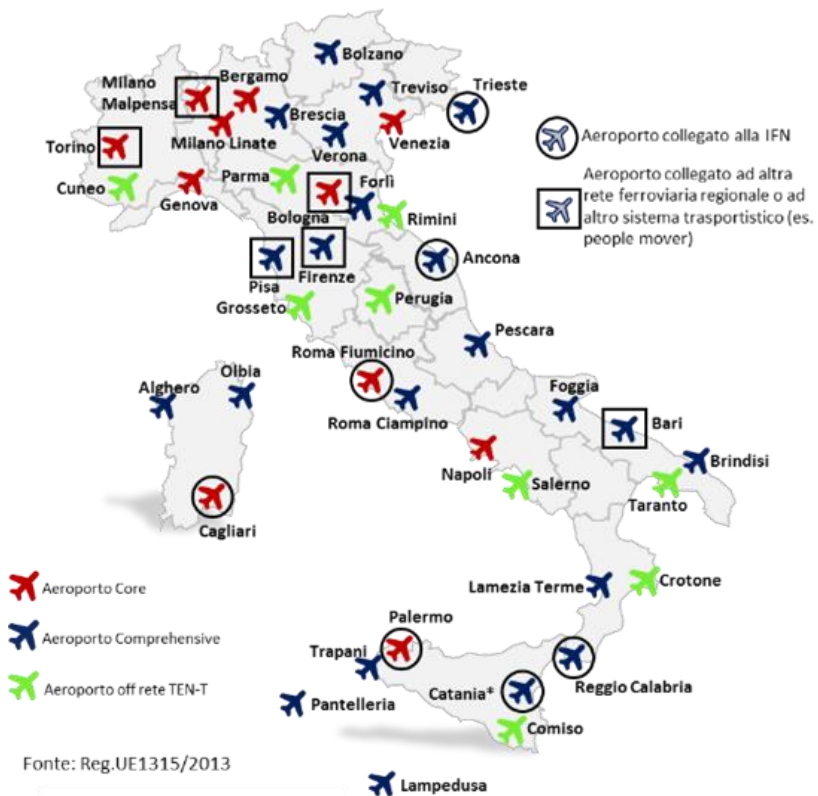 Bolzano
Milano
Malpensa
Bergamo
Treviso
Trieste
Brescia
Torino
Milano Linate
Verona
Venezia
Aeroporto collegato alla IFN
Cuneo
Genova
Parma
Forlì
Bologna
Rimini
Aeroporto collegato ad altra
rete ferroviaria regionale o ad
altro sistema trasportistico (es.
people mover)
Pisa
Firenze
Ancona
Grosseto
Perugia
Pescara
Roma Fiumicino
Olbia
Alghero
Roma Ciampino
Foggia
Bari
Napoli
Salerno
Brindisi
Taranto
Cagliari
Aeroporto Core
Lamezia Terme
Crotone
Palermo
Aeroporto Comprehensive
Trapani
Reggio Calabria
Aeroporto off rete TEN-T
Pantelleria
Catania*
Comiso
Fonte: Reg.UE1315/2013
Lampedusa